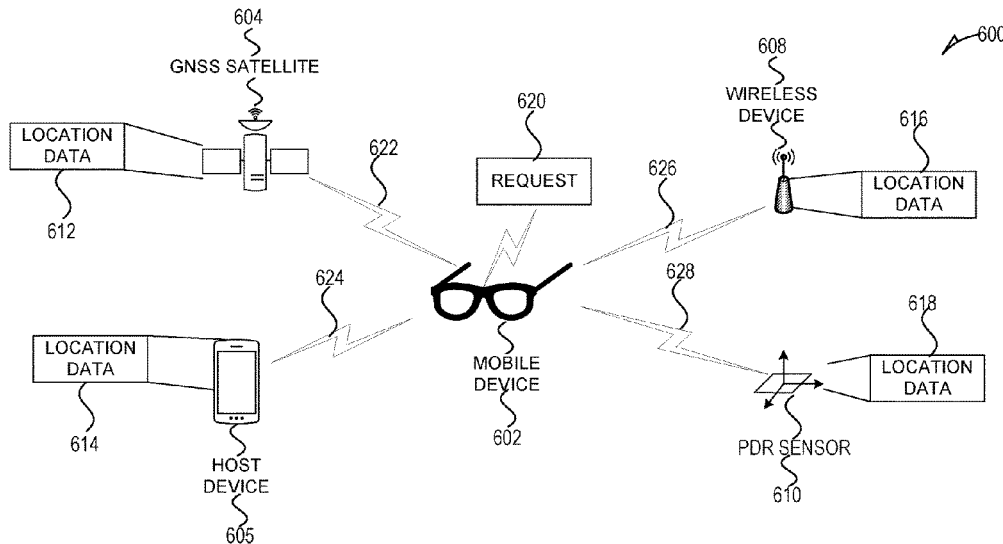 604
GNSS SATELLITE
600
608
WIRELESS
DEVICE
LOCATION
DATA
612
622
620
REQUEST
626
616
LOCATION
DATA
624
628
618
LOCATION
DATA
614
HOST
DEVICE
605
MOBILE
DEVICE
602
LOCATION
DATA
PDR SENSOR
610